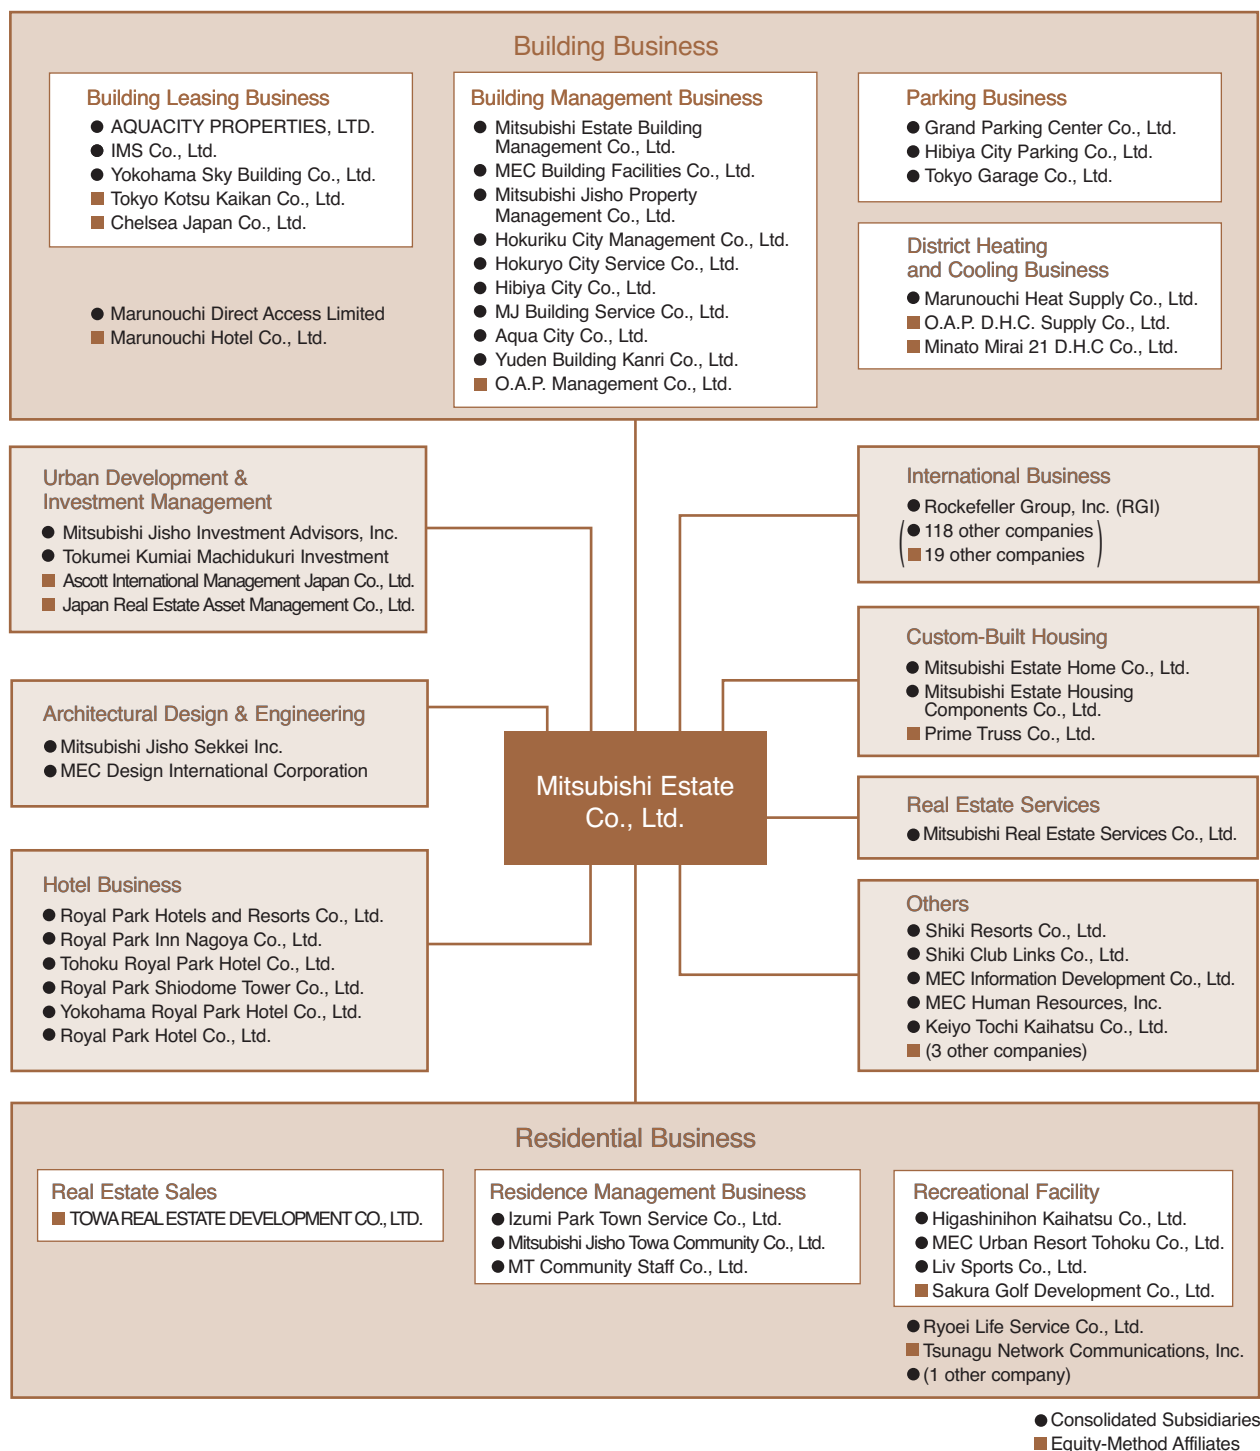 Building Business
Building Leasing Business
● AQUACITY PROPERTIES, LTD.
● IMS Co., Ltd.
● Yokohama Sky Building Co., Ltd.
■ Tokyo Kotsu Kaikan Co., Ltd.
■ Chelsea Japan Co., Ltd.
● Marunouchi Direct Access Limited
■ Marunouchi Hotel Co., Ltd.
Building Management Business
● Mitsubishi Estate Building
Management Co., Ltd.
● MEC Building Facilities Co., Ltd.
● Mitsubishi Jisho Property
Management Co., Ltd.
● Hokuriku City Management Co., Ltd.
● Hokuryo City Service Co., Ltd.
● Hibiya City Co., Ltd.
● MJ Building Service Co., Ltd.
● Aqua City Co., Ltd.
● Yuden Building Kanri Co., Ltd.
■ O.A.P. Management Co., Ltd.
Parking Business
● Grand Parking Center Co., Ltd.
● Hibiya City Parking Co., Ltd.
● Tokyo Garage Co., Ltd.
District Heating
and Cooling Business
● Marunouchi Heat Supply Co., Ltd.
■ O.A.P. D.H.C. Supply Co., Ltd.
■ Minato Mirai 21 D.H.C Co., Ltd.
Urban Development &
Investment Management
● Mitsubishi Jisho Investment Advisors, Inc.
● Tokumei Kumiai Machidukuri Investment
■ Ascott International Management Japan Co., Ltd.
■ Japan Real Estate Asset Management Co., Ltd.
Architectural Design & Engineering
● Mitsubishi Jisho Sekkei Inc.
● MEC Design International Corporation
Hotel Business
● Royal Park Hotels and Resorts Co., Ltd.
● Royal Park Inn Nagoya Co., Ltd.
● Tohoku Royal Park Hotel Co., Ltd.
● Royal Park Shiodome Tower Co., Ltd.
● Yokohama Royal Park Hotel Co., Ltd.
● Royal Park Hotel Co., Ltd.
Mitsubishi Estate
Co., Ltd.
International Business
● Rockefeller Group, Inc. (RGI)
(● 118 other companies
■ 19 other companies)
Custom-Built Housing
● Mitsubishi Estate Home Co., Ltd.
● Mitsubishi Estate Housing
Components Co., Ltd.
■ Prime Truss Co., Ltd.
Real Estate Services
● Mitsubishi Real Estate Services Co., Ltd.
Others
● Shiki Resorts Co., Ltd.
● Shiki Club Links Co., Ltd.
● MEC Information Development Co., Ltd.
● MEC Human Resources, Inc.
● Keiyo Tochi Kaihatsu Co., Ltd.
■ (3 other companies)
Residential Business
Real Estate Sales
■ TOWA REAL ESTATE DEVELOPMENT CO., LTD.
Residence Management Business
● Izumi Park Town Service Co., Ltd.
● Mitsubishi Jisho Towa Community Co., Ltd.
● MT Community Staff Co., Ltd.
Recreational Facility
● Higashinihon Kaihatsu Co., Ltd.
● MEC Urban Resort Tohoku Co., Ltd.
● Liv Sports Co., Ltd.
■ Sakura Golf Development Co., Ltd.
● Ryoei Life Service Co., Ltd.
■ Tsunagu Network Communications, Inc.
● (1 other company)
● Consolidated Subsidiaries
■ Equity-Method Affiliates